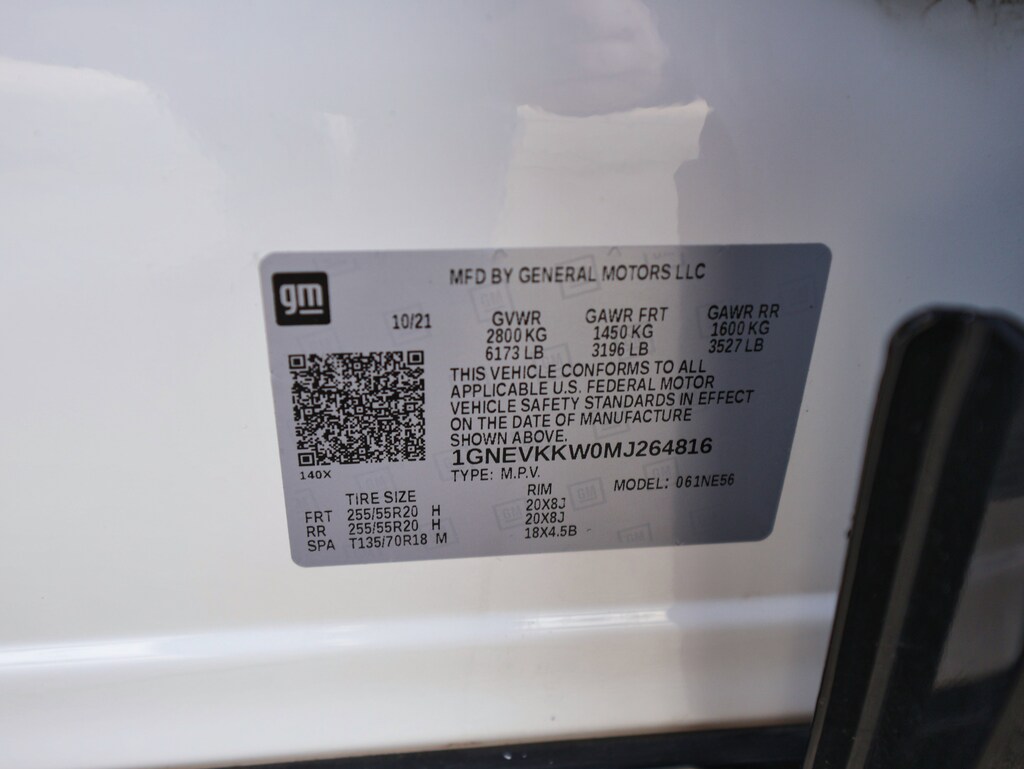 gm
MFD BY GENERAL MOTORS LLC
10/21 GVWR GAWR FRT GAWR RR
2800 KG 1450 KG 1600 KG
6173 LB 3196 LB 3527 LB
THIS VEHICLE CONFORMS TO ALL
APPLICABLE U.S. FEDERAL MOTOR
VEHICLE SAFETY STANDARDS IN EFFECT
ON THE DATE OF MANUFACTURE
SHOWN ABOVE.
1GNEVKKW0MJ264816
140X
TYPE: M.P.V. MODEL: 061NE56
TIRE SIZE RIM
FRT 255/55R20 H 20X8J
RR 255/55R20 H 20X8J
SPA T135/70R18 M 18X4.5B